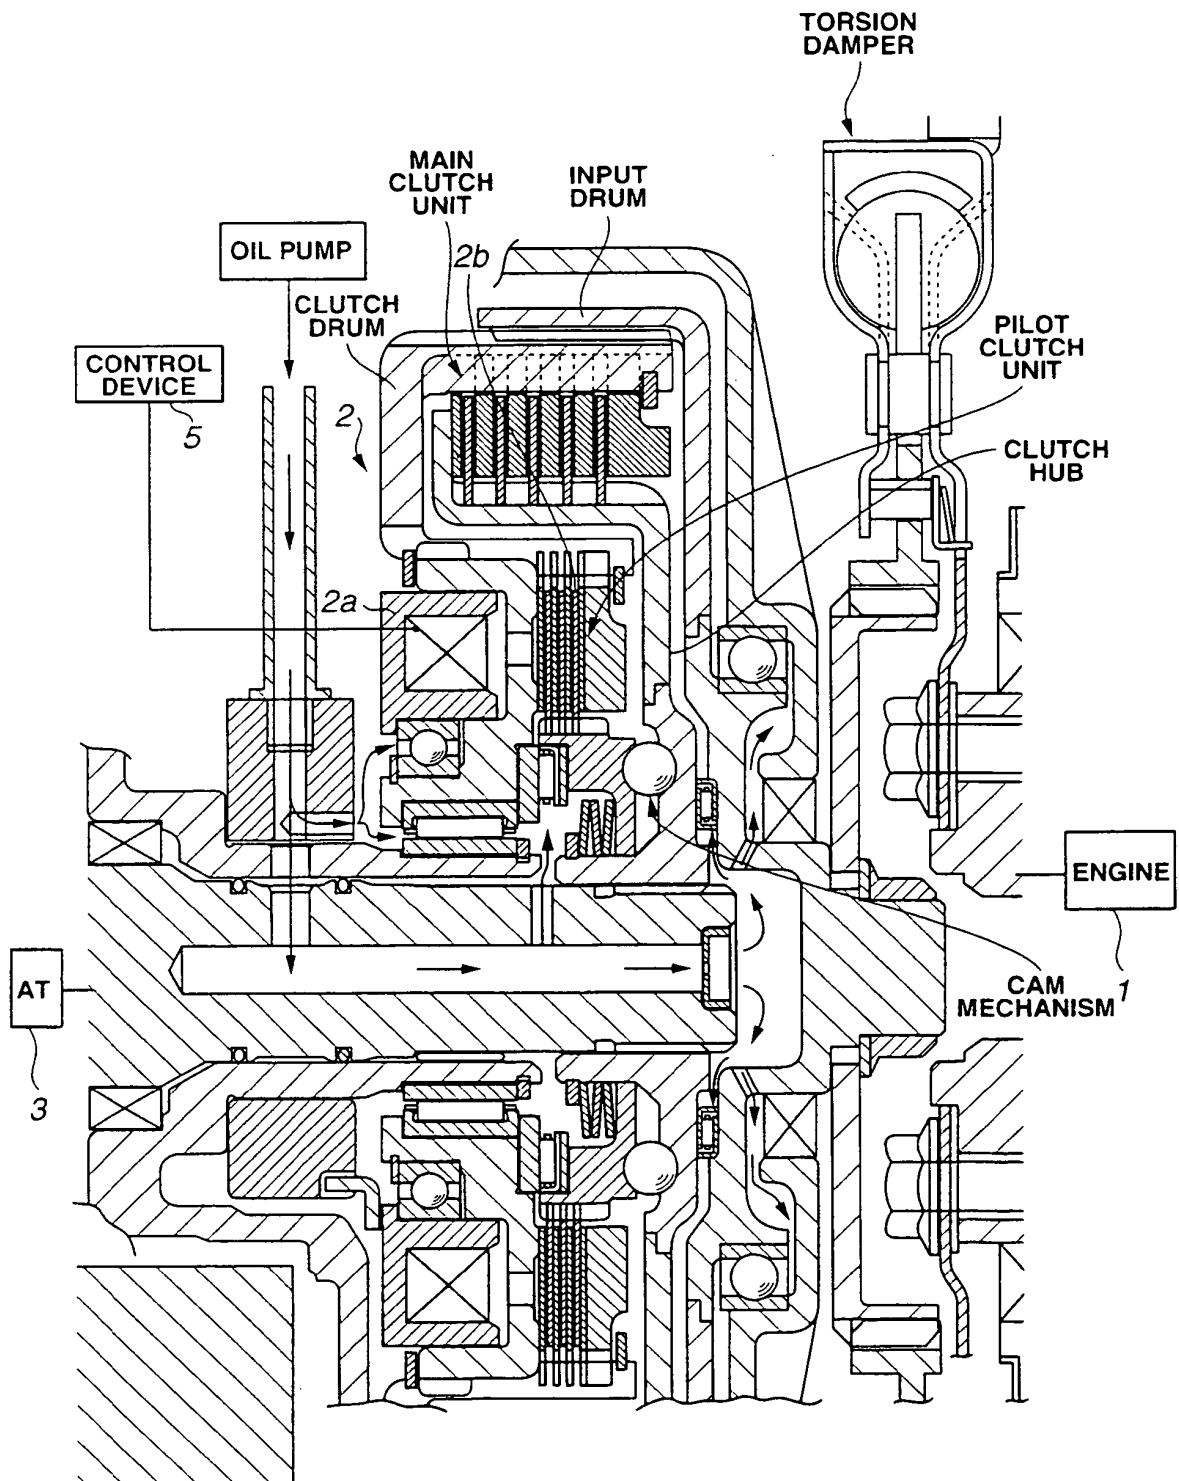 TORSION
DAMPER
MAIN
CLUTCH
UNIT
INPUT
DRUM
OIL PUMP
2b
CLUTCH
DRUM
PILOT
CLUTCH
UNIT
CONTROL
DEVICE
5
2
CLUTCH
HUB
2a
ENGINE
AT
CAM
MECHANISM
1
3